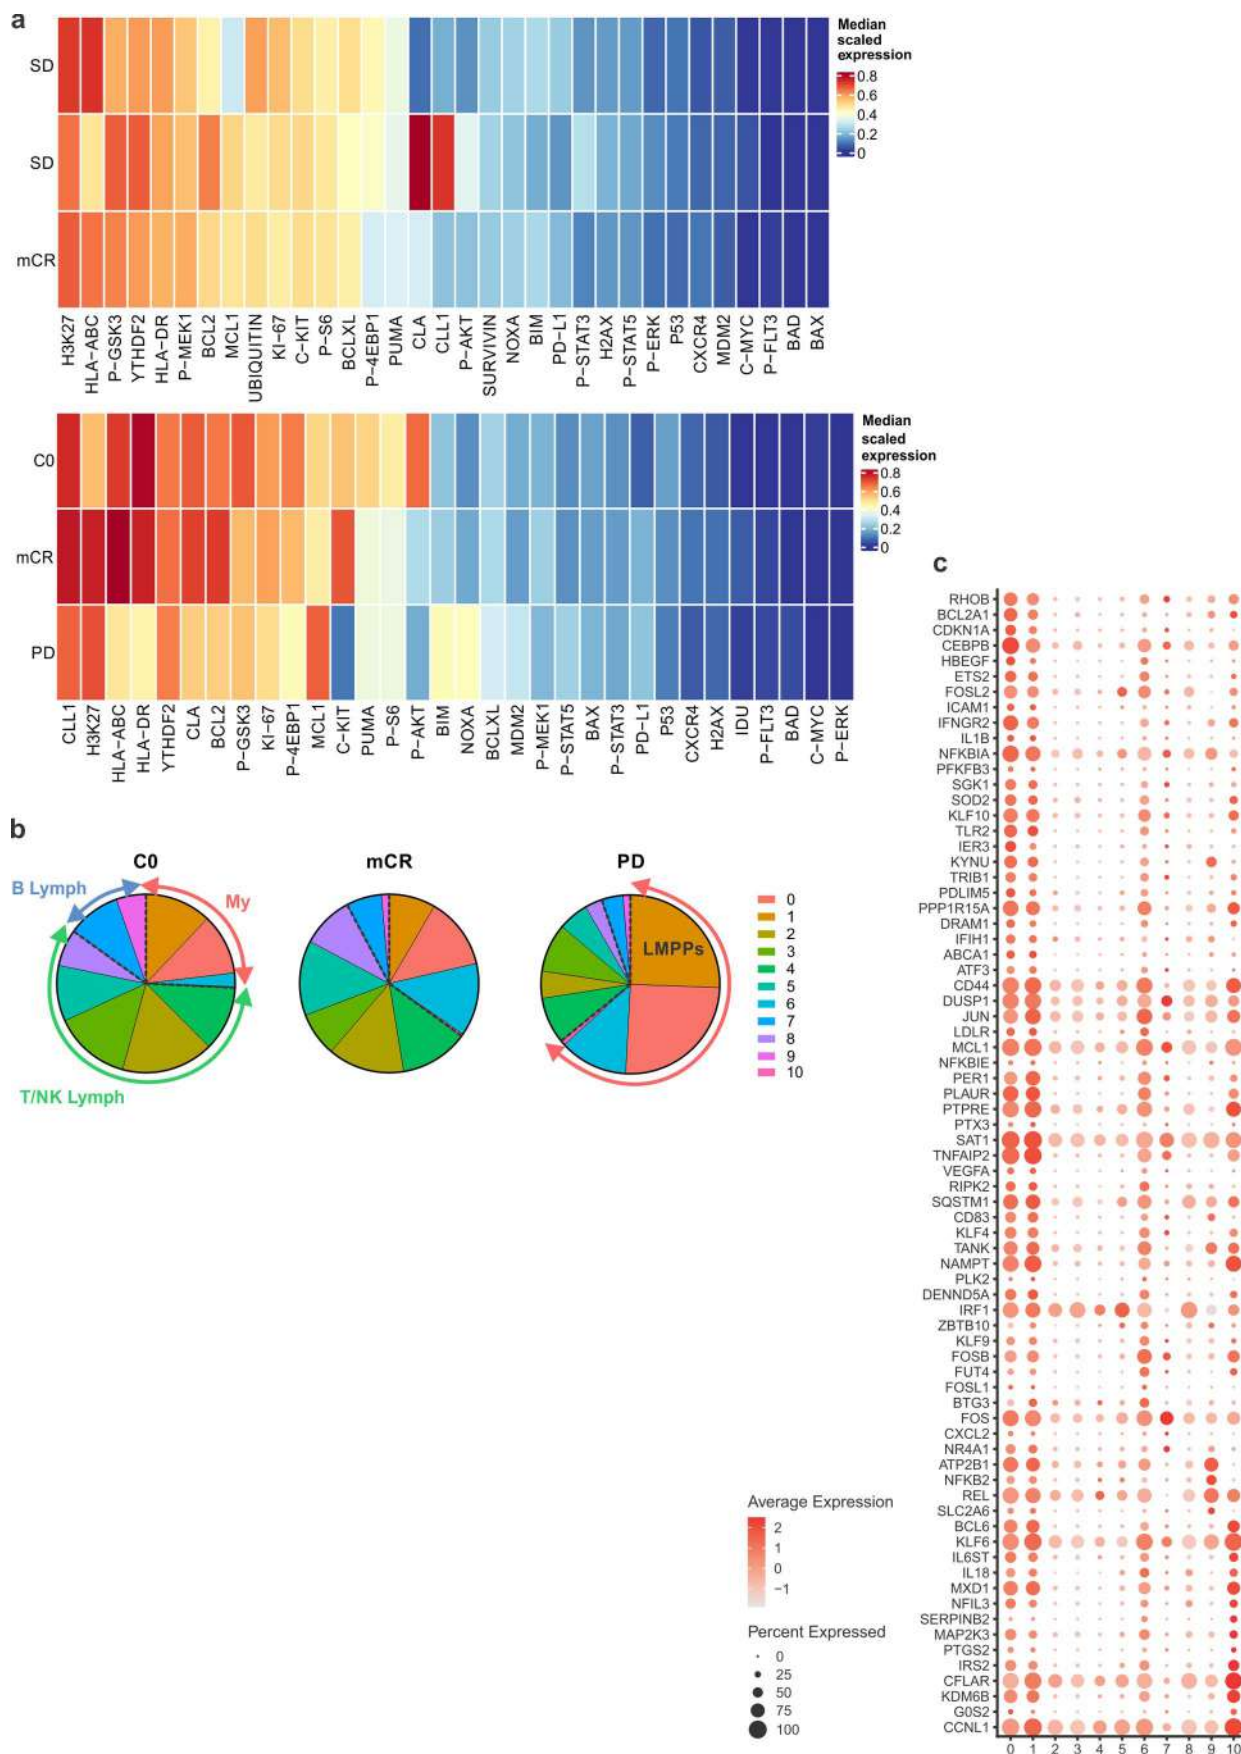 a
SD
SD
mCR
H3K27
HLA-ABC
P-GSK3
YTHDF2
HLA-DR
P-MEK1
BCL2
MCL1
UBIQUITIN
KI-67
C-KIT
P-S6
BCLXL
P-4EBP1
PUMA
CLA
CLL1
P-AKT
SURVIVIN
NOXA
BIM
PD-L1
P-STAT3
H2AX
P-STAT5
P-ERK
P53
CXCR4
MDM2
C-MYC
P-FLT3
BAD
BAX
Median
scaled
expression
0.8
0.6
0.4
0.2
0
C0
mCR
PD
CLL1
H3K27
HLA-ABC
HLA-DR
YTHDF2
CLA
BCL2
P-GSK3
KI-67
P-4EBP1
MCL1
C-KIT
PUMA
P-S6
P-AKT
BIM
NOXA
BCLXL
MDM2
P-MEK1
P-STAT5
BAX
P-STAT3
PD-L1
P53
CXCR4
H2AX
IDU
P-FLT3
BAD
C-MYC
P-ERK
Median
scaled
expression
0.8
0.6
0.4
0.2
0
b
C0
mCR
PD
B Lymph
My
T/NK Lymph
LMPPs
0
1
2
3
4
5
6
7
8
9
10
c
RHOB
BCL2A1
CDKN1A
CEBPB
HBEGF
ETS2
FOSL2
ICAM1
IFNGR2
IL1B
NFKBIA
PFKFB3
SGK1
SOD2
KLF10
TLR2
IER3
KYNU
TRIB1
PDLIM5
PPP1R15A
DRAM1
IFIH1
ABCA1
ATF3
CD44
DUSP1
JUN
LDLR
MCL1
NFKBIE
PER1
PLAUR
PTPRE
PTX3
SAT1
TNFAIP2
VEGFA
RIPK2
SQSTM1
CD83
KLF4
TANK
NAMPT
PLK2
DENND5A
IRF1
ZBTB10
KLF9
FOSB
FUT4
FOSL1
BTG3
FOS
CXCL2
NR4A1
ATP2B1
NFKB2
REL
SLC2A6
BCL6
KLF6
IL6ST
IL18
MXD1
NFIL3
SERPINB2
MAP2K3
PTGS2
IRS2
CFLAR
KDM6B
G0S2
CCNL1
0 1 2 3 4 5 6 7 8 9 10
Average Expression
2
1
0
−1
Percent Expressed
0
25
50
75
100